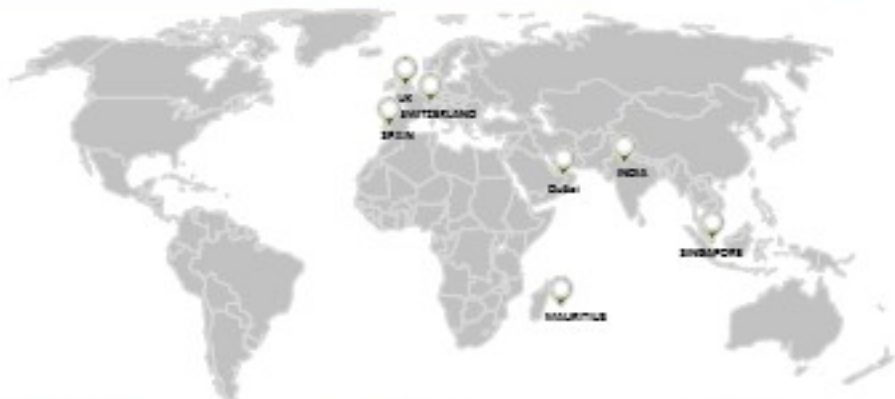 UK
SWITZERLAND
SPAIN
INDIA
Dubai
SINGAPORE
MAURITIUS